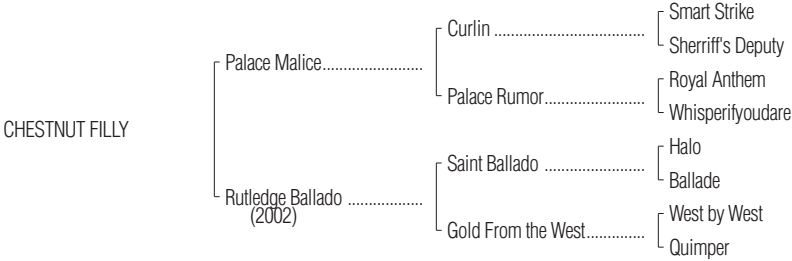 Smart Strike
Curlin ....................................
Sherriff's Deputy
Palace Malice........................
Royal Anthem
Palace Rumor........................
Whisperifyoudare
CHESTNUT FILLY
Halo
Saint Ballado ........................
Ballade
Rutledge Ballado ..................
(2002)
West by West
Gold From the West..............
Quimper